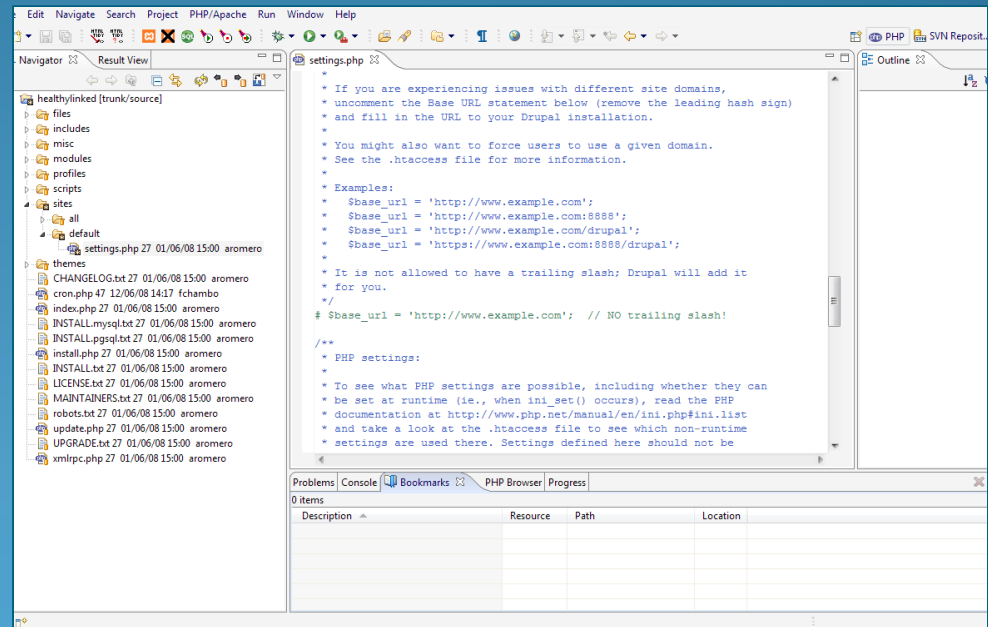 Edit Navigate Search Project PHP/Apache Run Window Help
PHP SVN Reposit..
Navigator Result View
healthylinked [trunk/source]
files
includes
misc
modules
profiles
scripts
sites
all
default
settings.php 27 01/06/08 15:00 aromero
themes
CHANGELOG.txt 27 01/06/08 15:00 aromero
cron.php 47 12/06/08 14:17 fchambo
index.php 27 01/06/08 15:00 aromero
INSTALL.mysql.txt 27 01/06/08 15:00 aromero
INSTALL.pgsql.txt 27 01/06/08 15:00 aromero
install.php 27 01/06/08 15:00 aromero
INSTALL.txt 27 01/06/08 15:00 aromero
LICENSE.txt 27 01/06/08 15:00 aromero
MAINTAINERS.txt 27 01/06/08 15:00 aromero
robots.txt 27 01/06/08 15:00 aromero
update.php 27 01/06/08 15:00 aromero
UPGRADE.txt 27 01/06/08 15:00 aromero
xmlrpc.php 27 01/06/08 15:00 aromero
settings.php
*
* If you are experiencing issues with different site domains,
* uncomment the Base URL statement below (remove the leading hash sign)
* and fill in the URL to your Drupal installation.
*
* You might also want to force users to use a given domain.
* See the .htaccess file for more information.
*
* Examples:
*   $base_url = 'http://www.example.com';
*   $base_url = 'http://www.example.com:8888';
*   $base_url = 'http://www.example.com/drupal';
*   $base_url = 'https://www.example.com:8888/drupal';
*
* It is not allowed to have a trailing slash; Drupal will add it
* for you.
*/
# $base_url = 'http://www.example.com';  // NO trailing slash!
/**
* PHP settings:
*
* To see what PHP settings are possible, including whether they can
* be set at runtime (ie., when ini_set() occurs), read the PHP
* documentation at http://www.php.net/manual/en/ini.php#ini.list
* and take a look at the .htaccess file to see which non-runtime
* settings are used there. Settings defined here should not be
Outline
Problems Console Bookmarks PHP Browser Progress
0 items
Description Resource Path Location